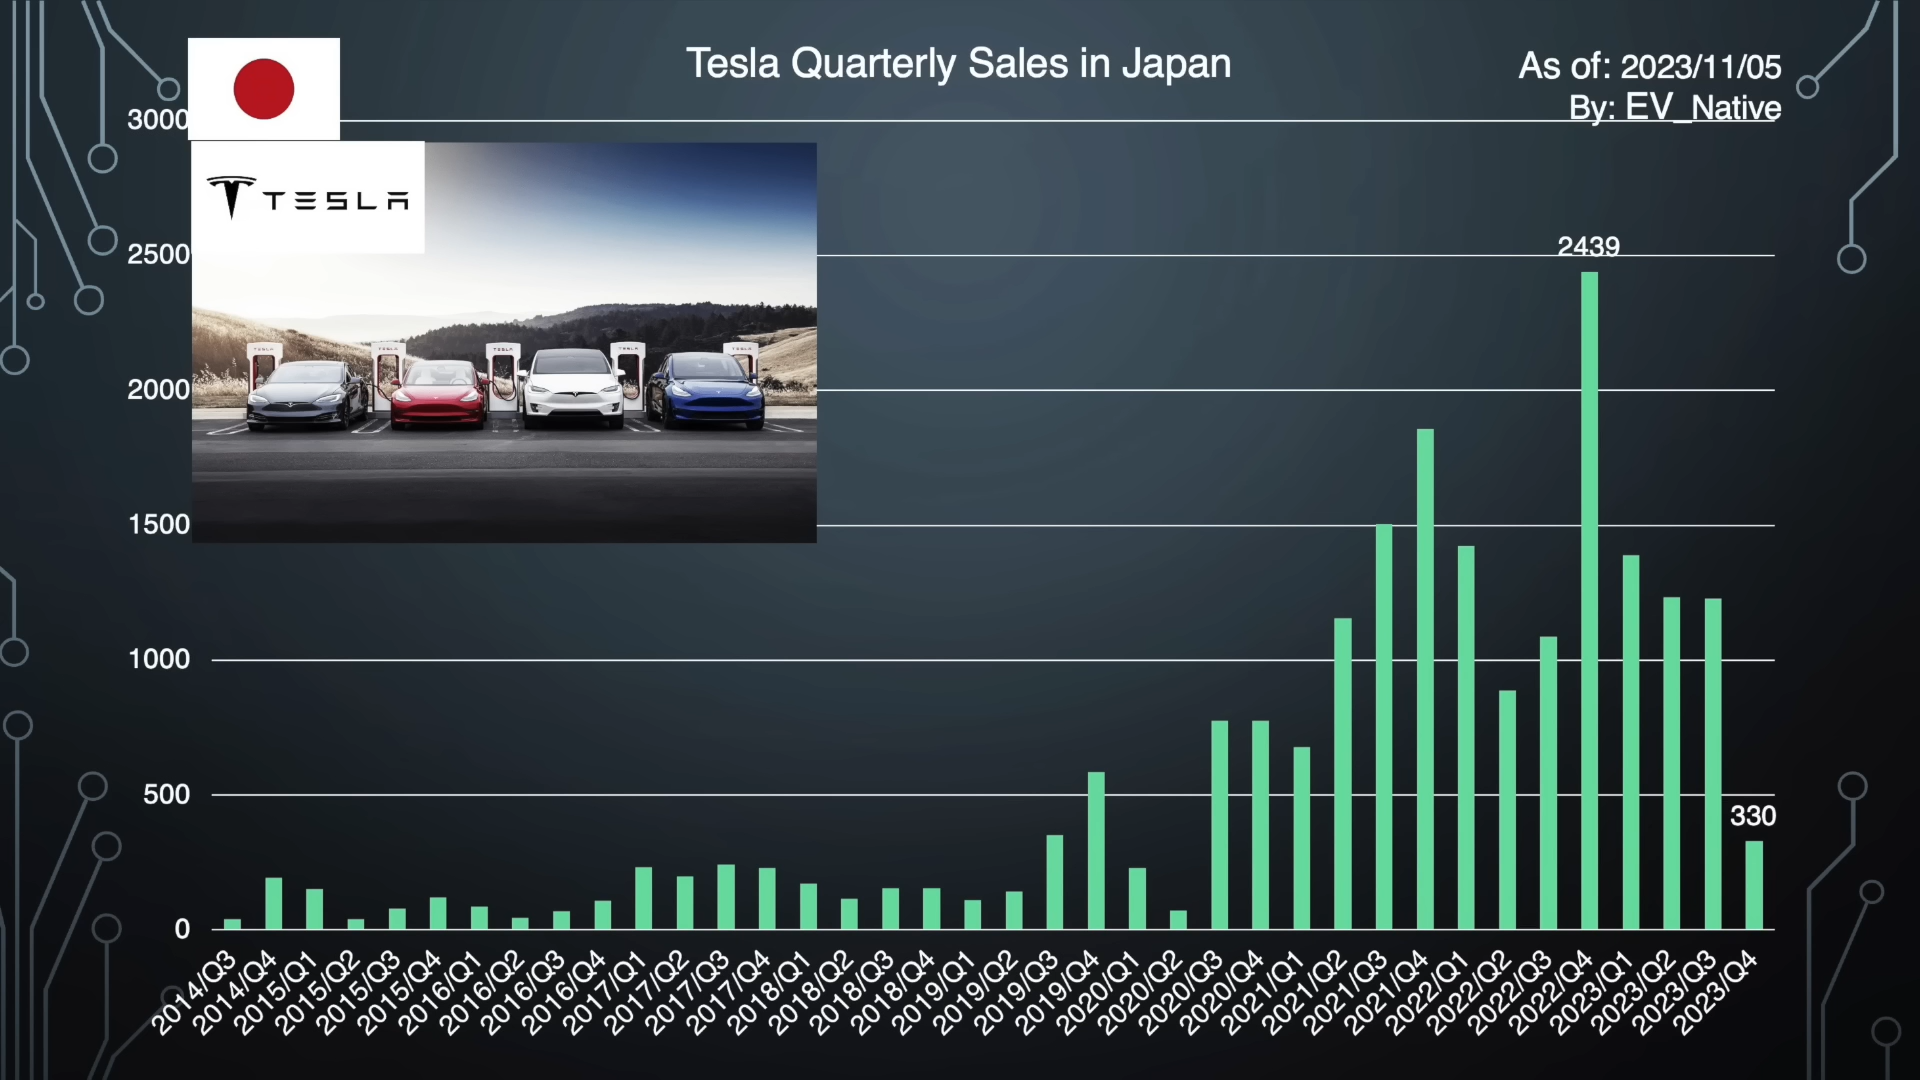 Tesla Quarterly Sales in Japan
As of: 2023/11/05
By: EV_Native
TESLA
3000
2500
2000
1500
1000
500
0
2439
330
TESLA
TESLA
TESLA
TESLA
TESLA
2014/Q3
2014/Q4
2015/Q1
2015/Q2
2015/Q3
2015/Q4
2016/Q1
2016/Q2
2016/Q3
2016/Q4
2017/Q1
2017/Q2
2017/Q3
2017/Q4
2018/Q1
2018/Q2
2018/Q3
2018/Q4
2019/Q1
2019/Q2
2019/Q3
2019/Q4
2020/Q1
2020/Q2
2020/Q3
2020/Q4
2021/Q1
2021/Q2
2021/Q3
2021/Q4
2022/Q1
2022/Q2
2022/Q3
2022/Q4
2023/Q1
2023/Q2
2023/Q3
2023/Q4